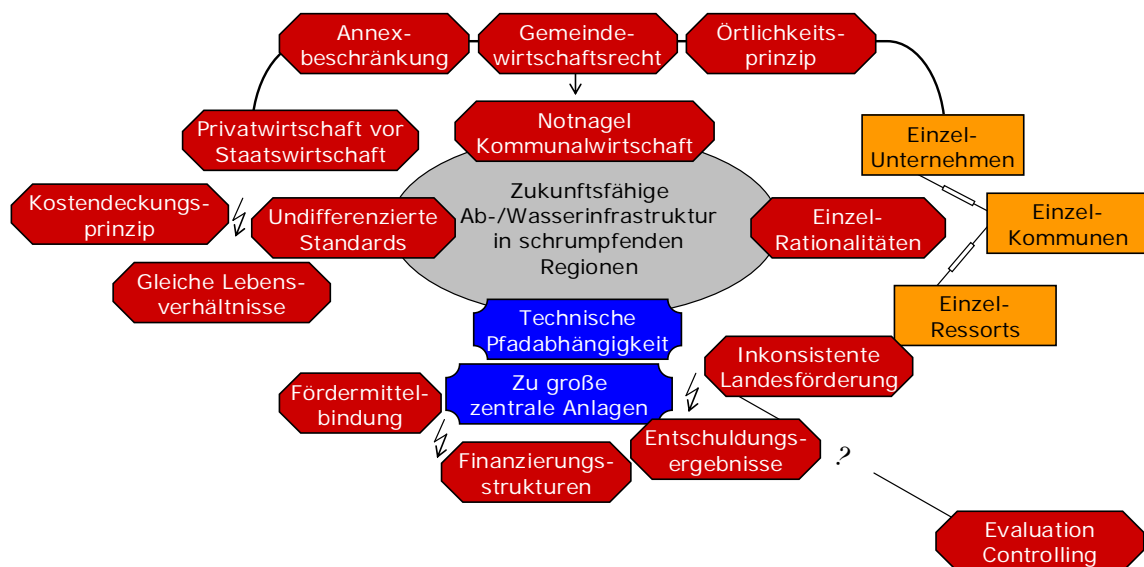 Annex-
beschränkung
Gemeinde-
wirtschaftsrecht
Örtlichkeits-
prinzip
Privatwirtschaft vor
Staatswirtschaft
Notnagel
Kommunalwirtschaft
Einzel-
Unternehmen
Kostendeckungs-
prinzip
Undifferenzierte
Standards
Zukunftsfähige
Ab-/Wasserinfrastruktur
in schrumpfenden
Regionen
Einzel-
Rationalitäten
Einzel-
Kommunen
Gleiche Lebens-
verhältnisse
Einzel-
Ressorts
Technische
Pfadabhängigkeit
Inkonsistente
Landesförderung
Fördermittel-
bindung
Zu große
zentrale Anlagen
Finanzierungs-
strukturen
Entschuldungs-
ergebnisse
?
Evaluation
Controlling